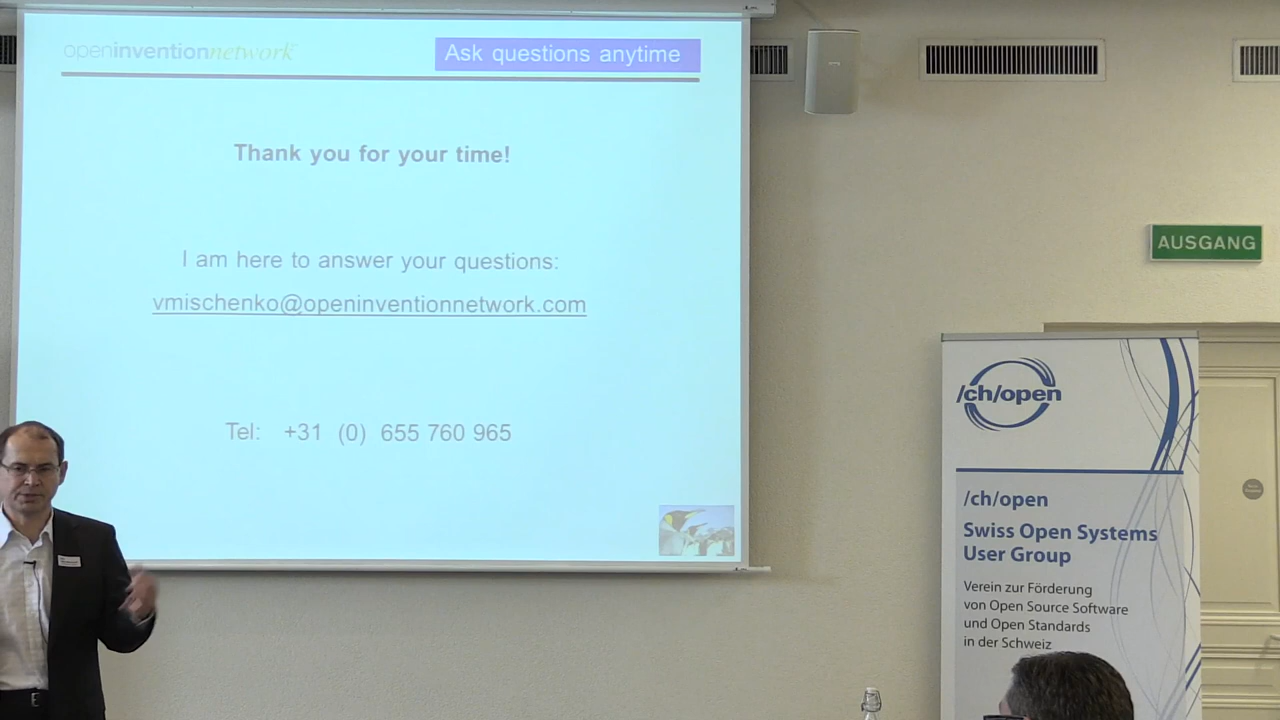 openinventionnetwork
Ask questions anytime
Thank you for your time!
I am here to answer your questions:
vmischenko@openinventionnetwork.com
Tel: +31 (0) 655 760 965
AUSGANG
/ch/open
/ch/open
Swiss Open Systems
User Group
Verein zur Förderung
von Open Source Software
und Open Standards
in der Schweiz